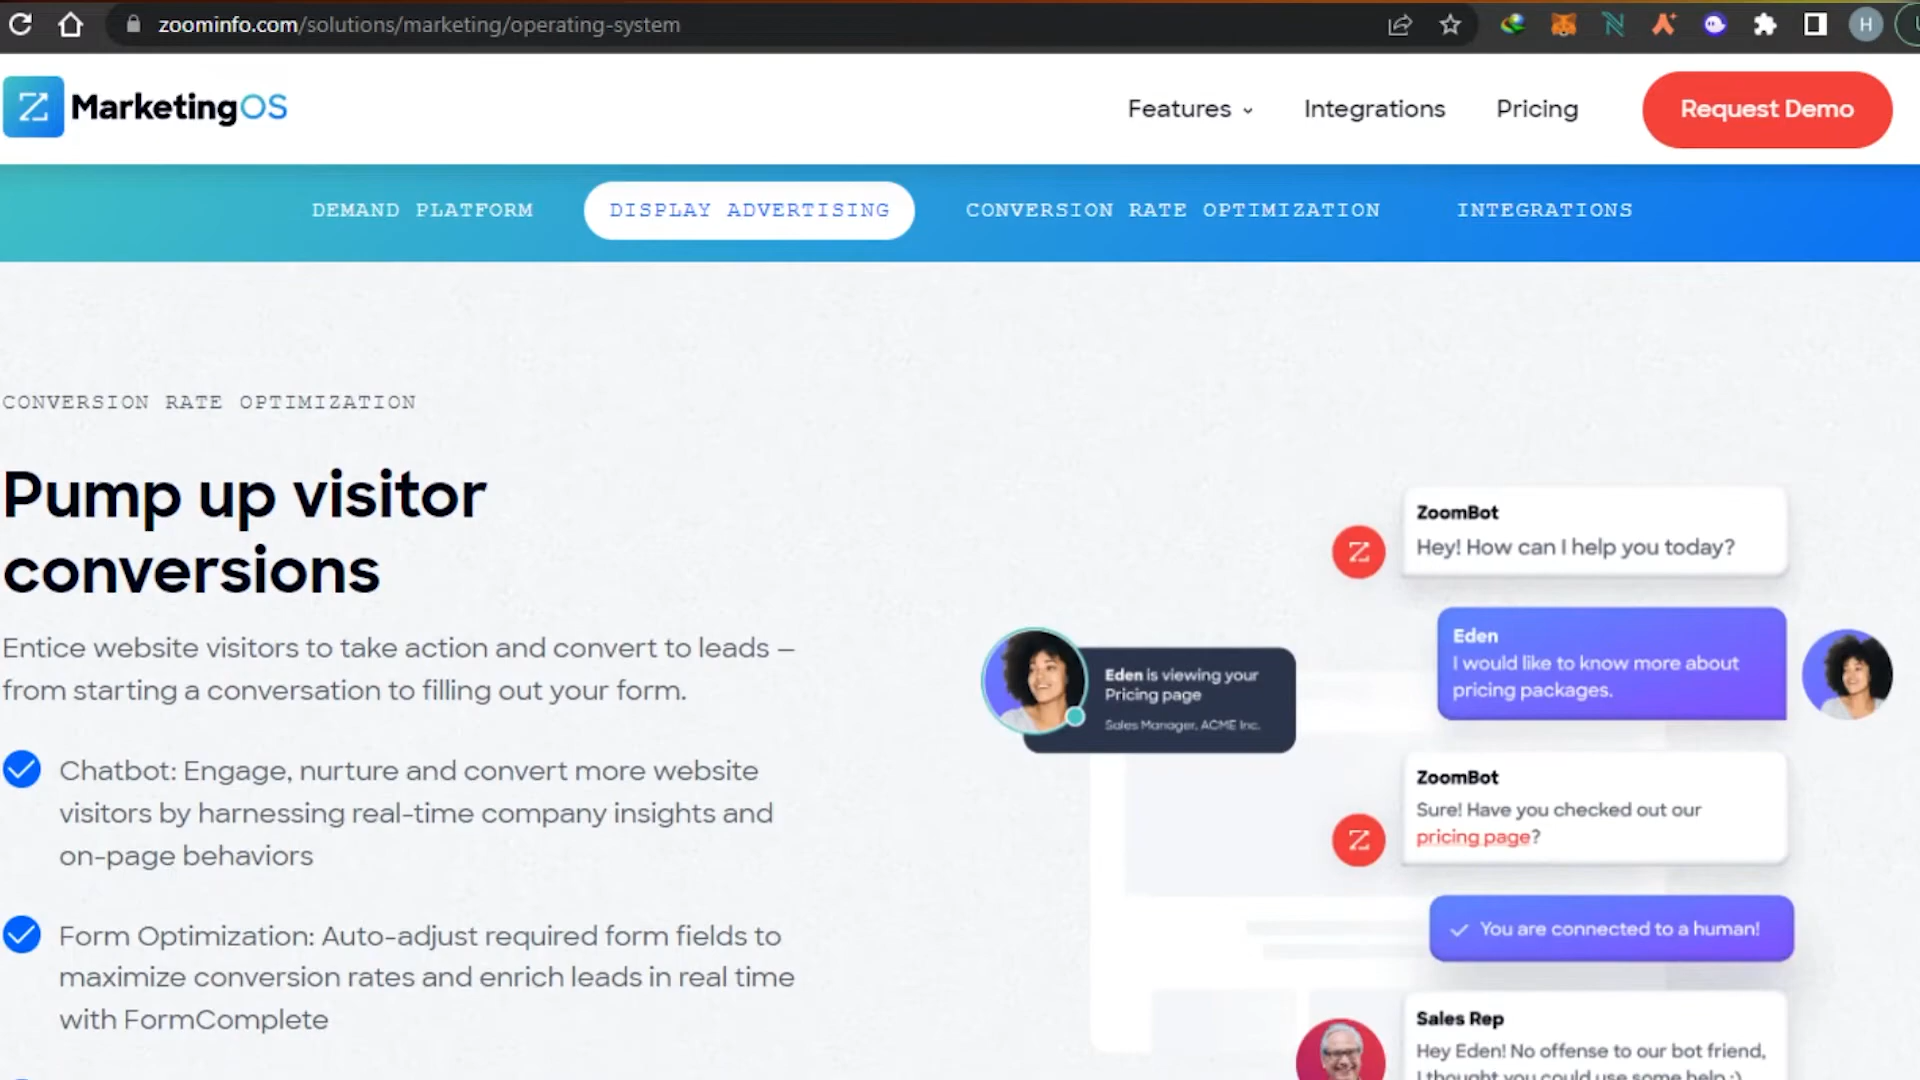 zoominfo.com/solutions/marketing/operating-system
H
MarketingOS
Features
Integrations
Pricing
Request Demo
DEMAND PLATFORM
DISPLAY ADVERTISING
CONVERSION RATE OPTIMIZATION
INTEGRATIONS
CONVERSION RATE OPTIMIZATION
Pump up visitor
conversions
Entice website visitors to take action and convert to leads —
from starting a conversation to filling out your form.
Chatbot: Engage, nurture and convert more website
visitors by harnessing real-time company insights and
on-page behaviors
Form Optimization: Auto-adjust required form fields to
maximize conversion rates and enrich leads in real time
with FormComplete
Eden is viewing your
Pricing page
Sales Manager, ACME Inc.
ZoomBot
Hey! How can I help you today?
Eden
I would like to know more about
pricing packages.
ZoomBot
Sure! Have you checked out our
pricing page?
You are connected to a human!
Sales Rep
Hey Eden! No offense to our bot friend,
I thought you could use some help :)